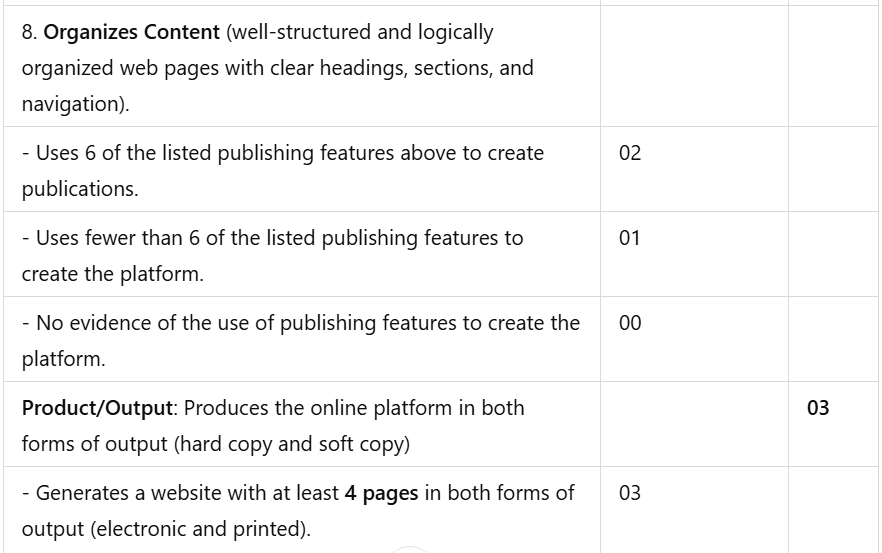 8. Organizes Content (well-structured and logically
organized web pages with clear headings, sections, and
navigation).
- Uses 6 of the listed publishing features above to create
publications.
02
- Uses fewer than 6 of the listed publishing features to
create the platform.
01
- No evidence of the use of publishing features to create the
platform.
00
Product/Output: Produces the online platform in both
forms of output (hard copy and soft copy)
03
- Generates a website with at least 4 pages in both forms of
output (electronic and printed).
03